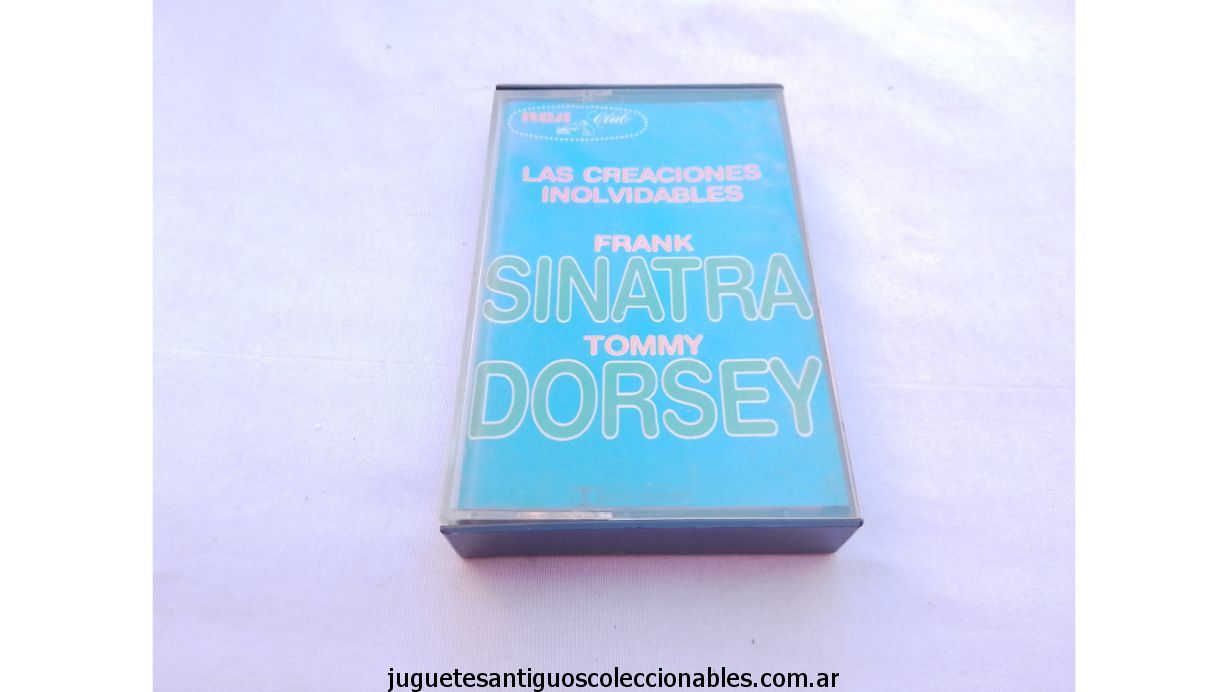 RCA Club
LAS CREACIONES
INOLVIDABLES
FRANK
SINATRA
TOMMY
DORSEY
juguetesantiguoscoleccionables.com.ar